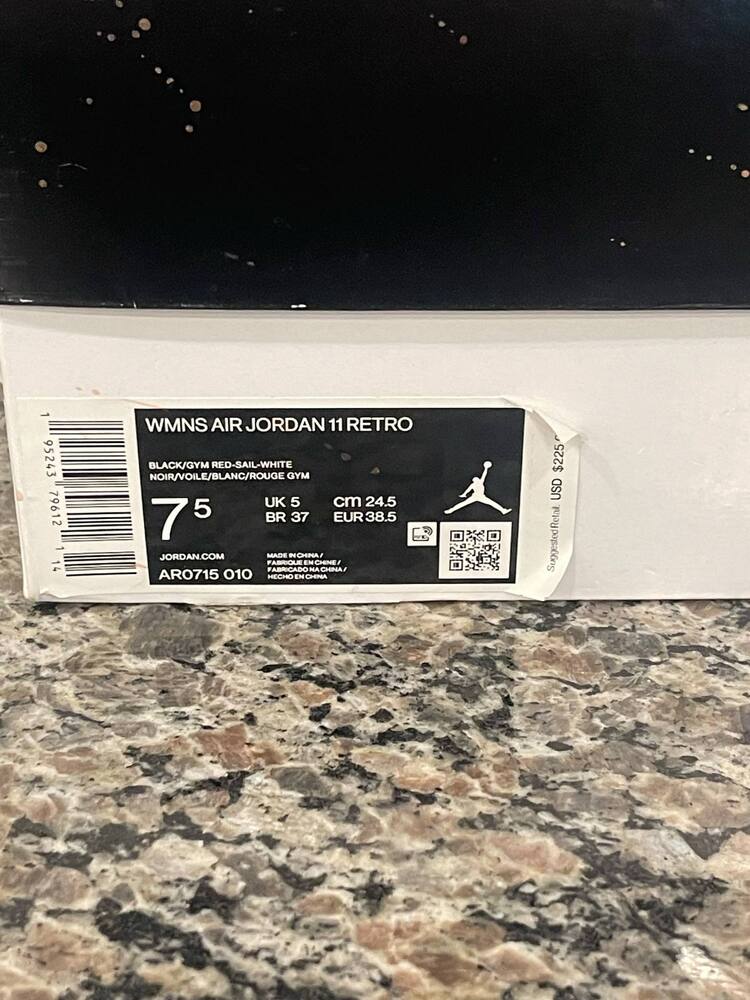 WMNS AIR JORDAN 11 RETRO
BLACK/GYM RED-SAIL-WHITE
NOIR/VOILE/BLANC/ROUGE GYM
7 5
UK 5
BR 37
cm 24.5
EUR 38.5
JORDAN.COM
AR0715 010
MADE IN CHINA /
FABRIQUE EN CHINE /
FABRICADO NA CHINA /
HECHO EN CHINA
1 95243 79612 14
Suggested Retail: USD $225